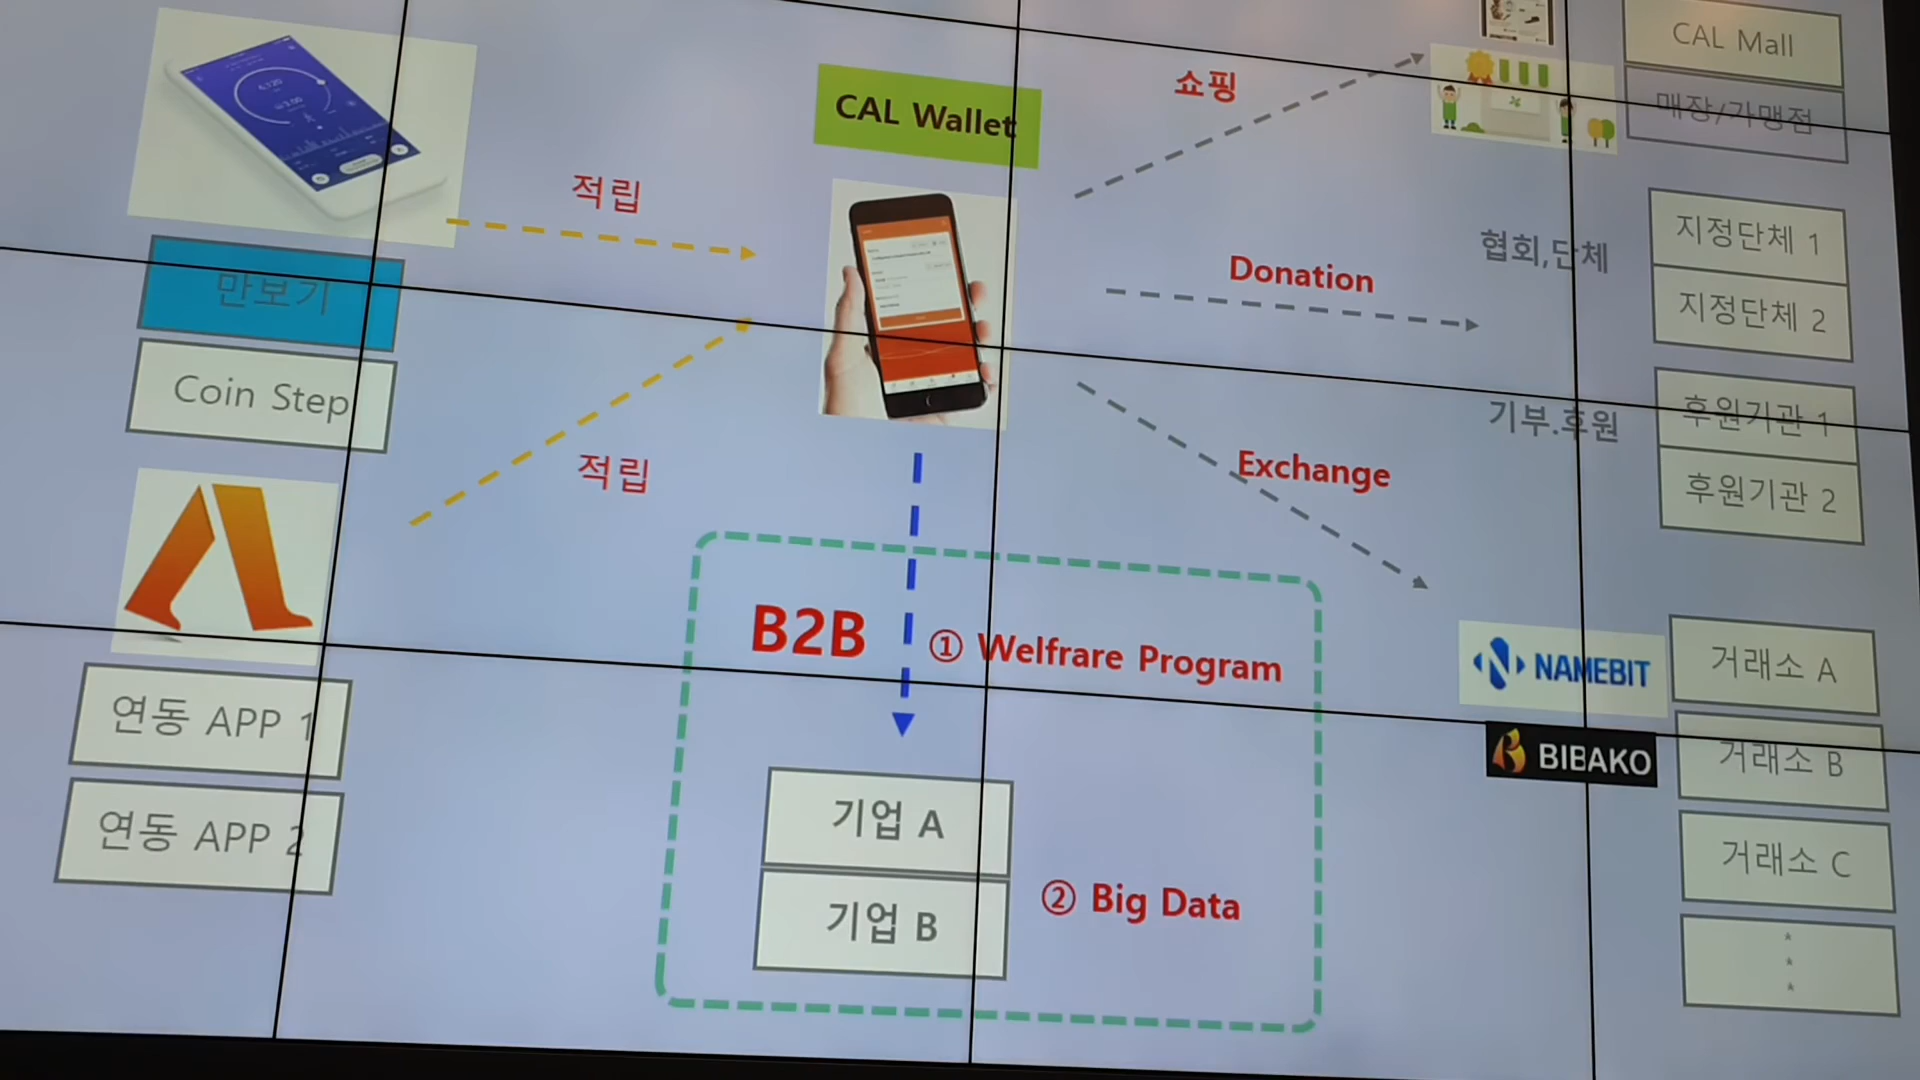 CAL Mall
매장/가맹점
쇼핑
CAL Wallet
적립
만보기
Coin Step
적립
Donation
협회,단체
지정단체 1
지정단체 2
기부.후원
후원기관 1
후원기관 2
Exchange
연동 APP 1
연동 APP 2
B2B
① Welfrare Program
기업 A
기업 B
② Big Data
NAMEBIT
BIBAKO
거래소 A
거래소 B
거래소 C
*
*
*